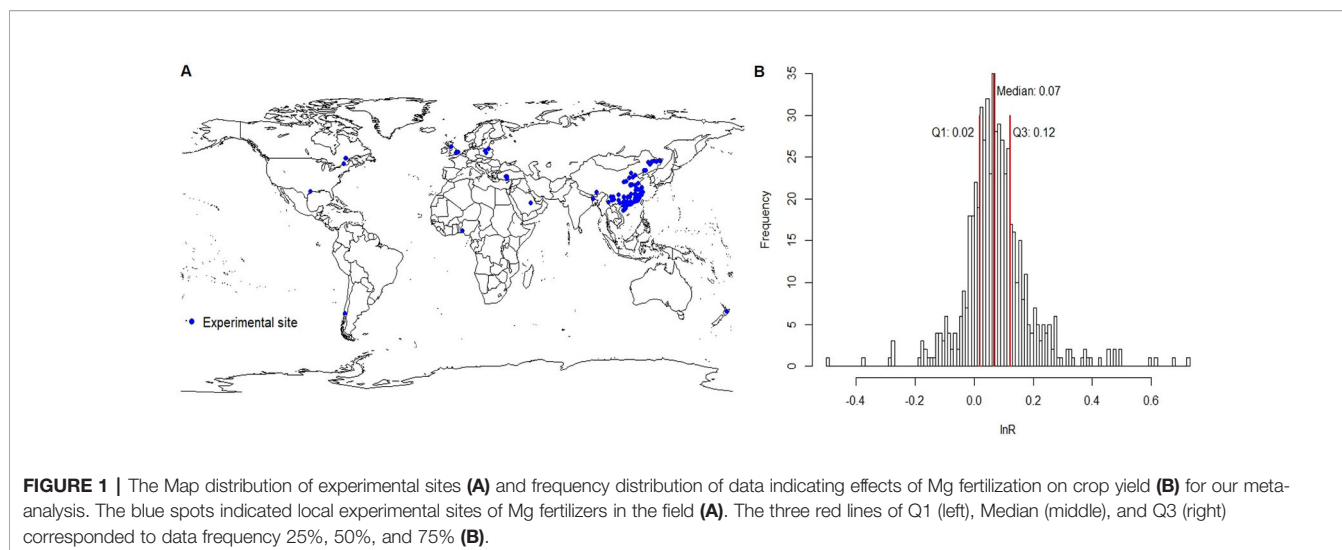 A
Experimental site
B
35
30
25
20
15
10
5
0
Frequency
Median: 0.07
Q1: 0.02
Q3: 0.12
-0.4
-0.2
0.0
0.2
0.4
0.6
lnR
FIGURE 1 | The Map distribution of experimental sites (A) and frequency distribution of data indicating effects of Mg fertilization on crop yield (B) for our meta-
analysis. The blue spots indicated local experimental sites of Mg fertilizers in the field (A). The three red lines of Q1 (left), Median (middle), and Q3 (right)
corresponded to data frequency 25%, 50%, and 75% (B).